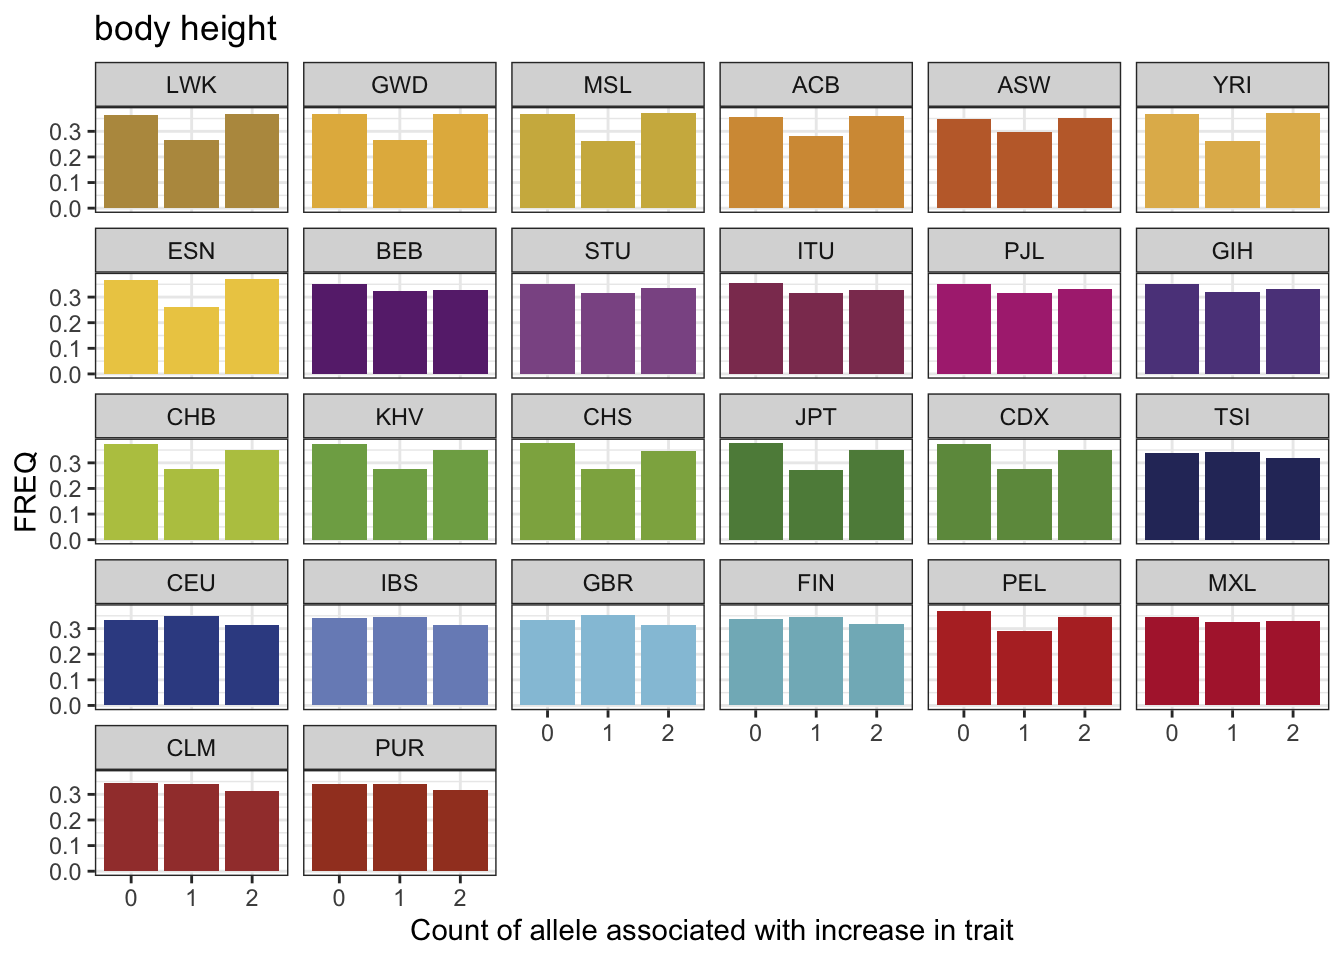 body height
LWK GWD MSL ACB ASW YRI
0.3
0.2
0.1
0.0
ESN BEB STU ITU PJL GIH
0.3
0.2
0.1
0.0
CHB KHV CHS JPT CDX TSI
0.3
0.2
0.1
0.0
FREQ
CEU IBS GBR FIN PEL MXL
0.3
0.2
0.1
0.0
0 1 2 0 1 2 0 1 2 0 1 2
CLM PUR
0.3
0.2
0.1
0.0
0 1 2 0 1 2
Count of allele associated with increase in trait